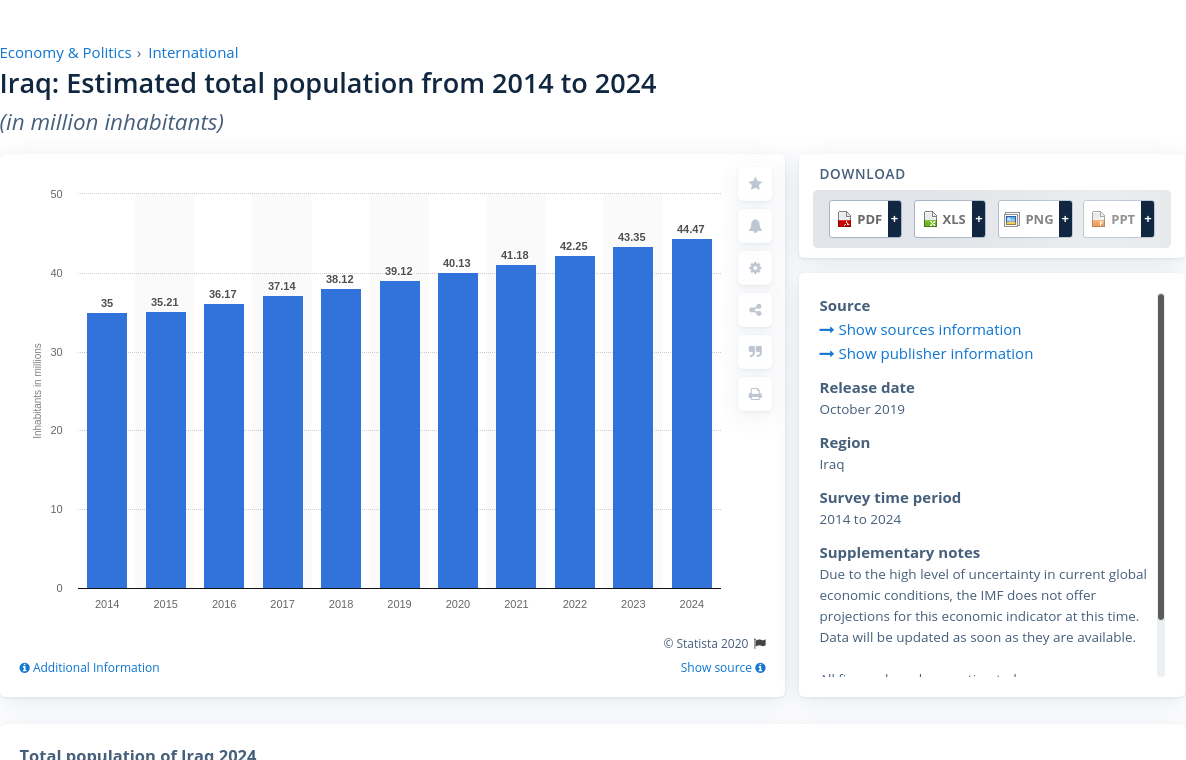 Economy & Politics › International
Iraq: Estimated total population from 2014 to 2024
(in million inhabitants)
50
40
30
20
10
0
Inhabitants in millions
35
35.21
36.17
37.14
38.12
39.12
40.13
41.18
42.25
43.35
44.47
2014
2015
2016
2017
2018
2019
2020
2021
2022
2023
2024
© Statista 2020
Additional Information
Show source
DOWNLOAD
PDF +
XLS +
PNG +
PPT +
Source
Show sources information
Show publisher information
Release date
October 2019
Region
Iraq
Survey time period
2014 to 2024
Supplementary notes
Due to the high level of uncertainty in current global
economic conditions, the IMF does not offer
projections for this economic indicator at this time.
Data will be updated as soon as they are available.
Total population of Iraq 2024